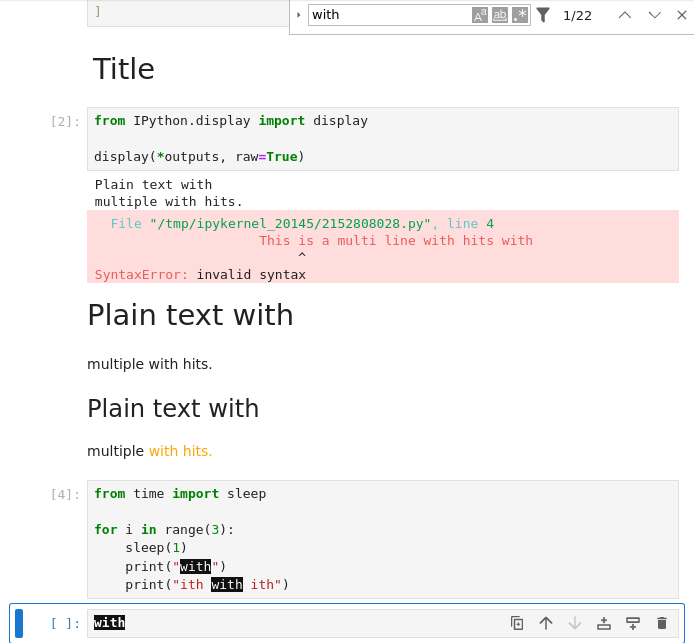 ]
with
Aa ab .*
1/22
Title
[2]:
from IPython.display import display
display(*outputs, raw=True)
Plain text with
multiple with hits.
File "/tmp/ipykernel_20145/2152808028.py", line 4
This is a multi line with hits with
^
SyntaxError: invalid syntax
Plain text with
multiple with hits.
Plain text with
multiple with hits.
[4]:
from time import sleep
for i in range(3):
sleep(1)
print("with")
print("ith with ith")
[ ]:
with